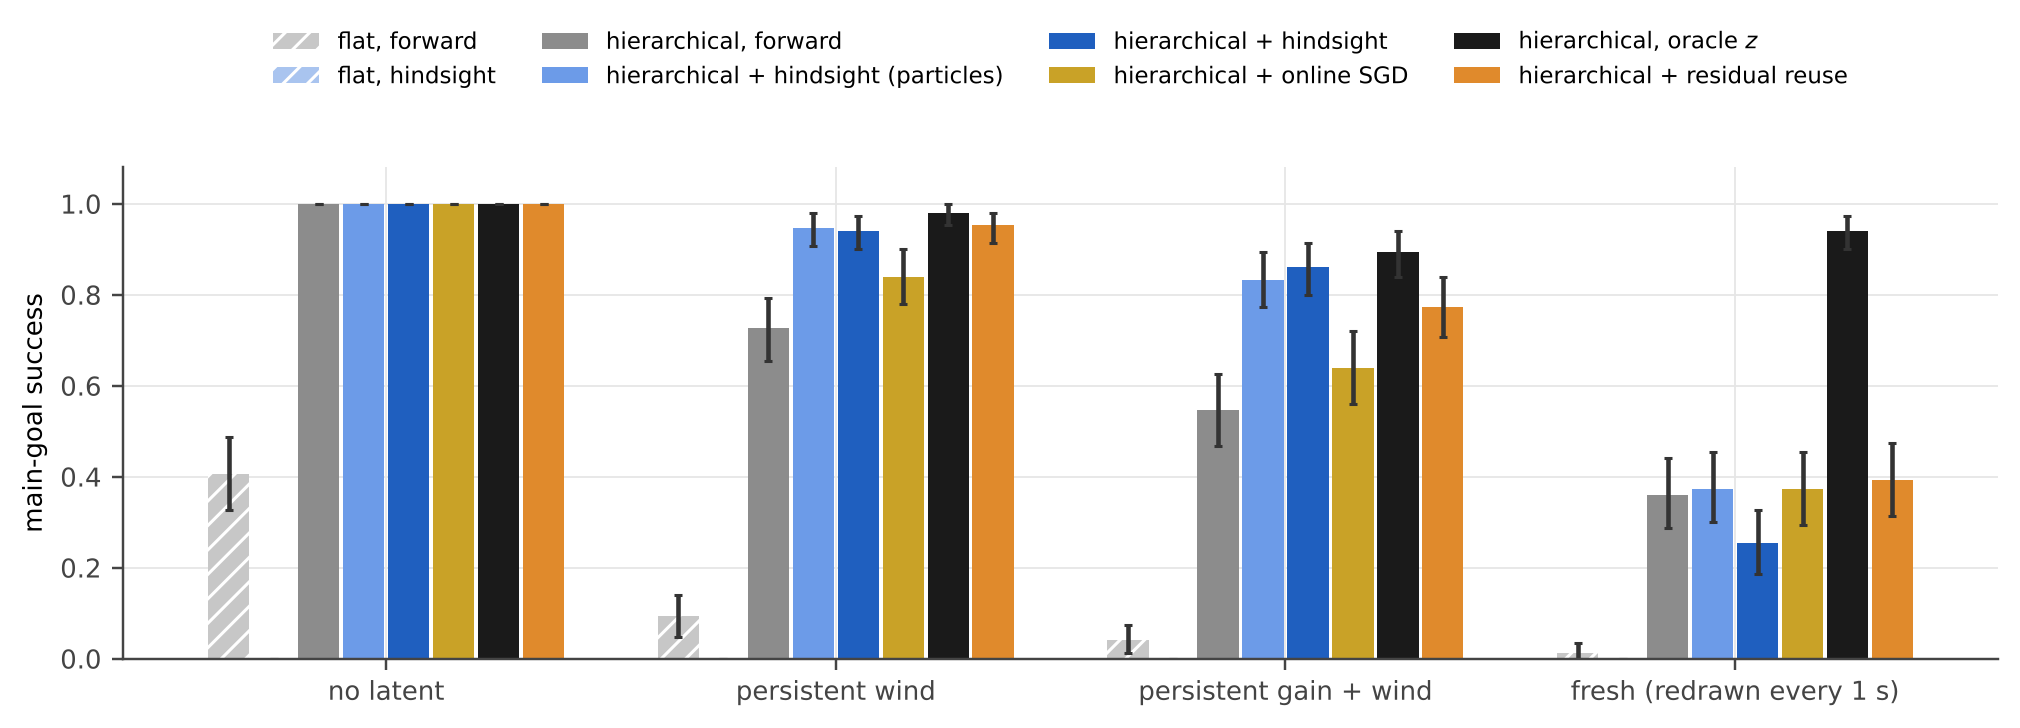 flat, forward
flat, hindsight
hierarchical, forward
hierarchical + hindsight (particles)
hierarchical + hindsight
hierarchical + online SGD
hierarchical, oracle z
hierarchical + residual reuse
main-goal success
1.0
0.8
0.6
0.4
0.2
0.0
no latent
persistent wind
persistent gain + wind
fresh (redrawn every 1 s)